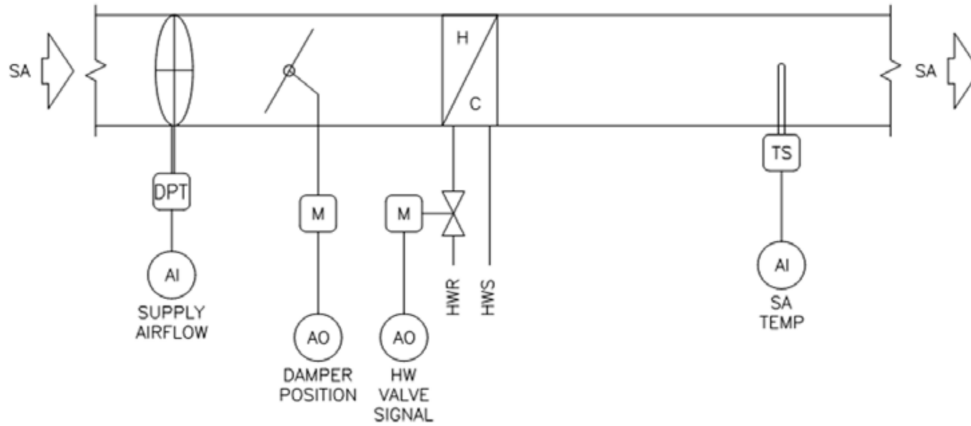 SA
H
C
SA
DPT
M
M
TS
AI
SUPPLY
AIRFLOW
HWR
HWS
AI
SA
TEMP
AO
DAMPER
POSITION
AO
HW
VALVE
SIGNAL